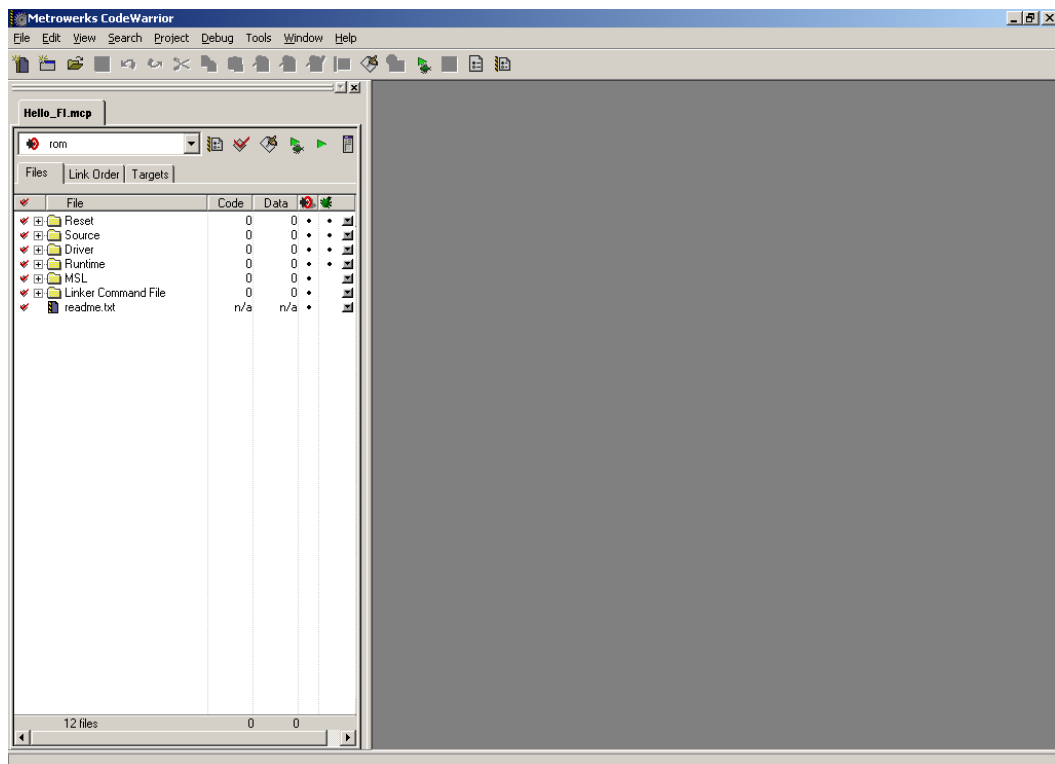 Metrowerks CodeWarrior
File Edit View Search Project Debug Tools Window Help
Hello_FI.mcp
rom
Files Link Order Targets
File Code Data
Reset 0 0
Source 0 0
Driver 0 0
Runtime 0 0
MSL 0 0
Linker Command File 0 0
readme.txt n/a n/a
12 files 0 0